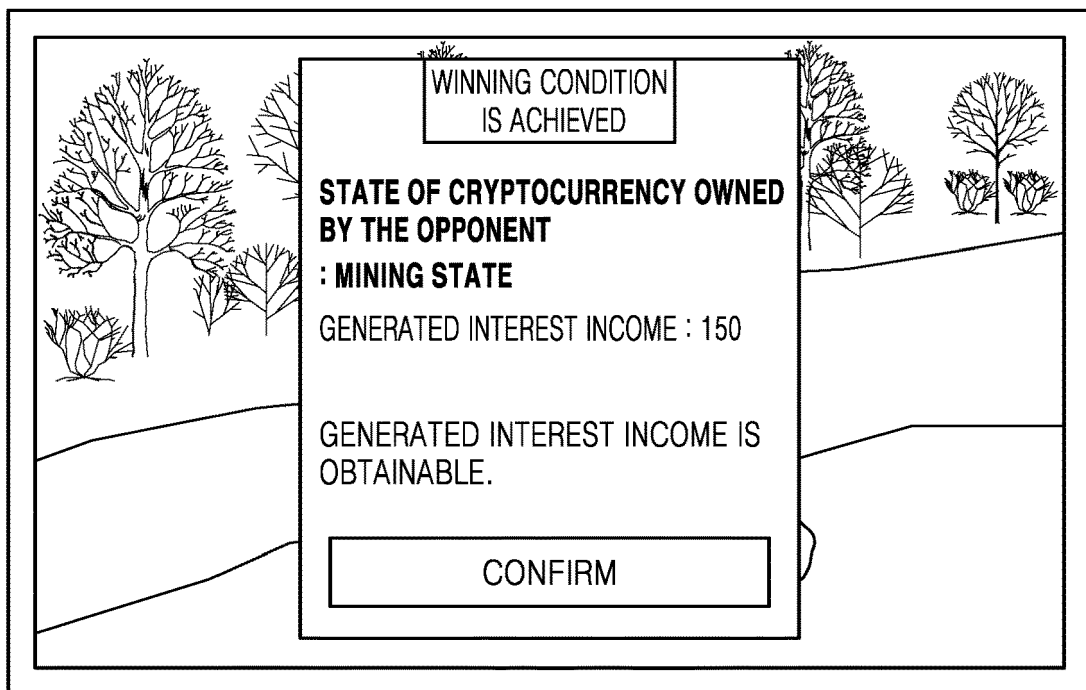 WINNING CONDITION
IS ACHIEVED
STATE OF CRYPTOCURRENCY OWNED
BY THE OPPONENT
: MINING STATE
GENERATED INTEREST INCOME : 150
GENERATED INTEREST INCOME IS
OBTAINABLE.
CONFIRM